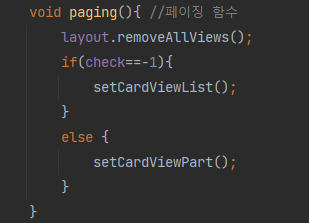 void paging(){ //페이징 함수
    layout.removeAllViews();
    if(check==-1){
        setCardViewList();
    }
    else {
        setCardViewPart();
    }
}